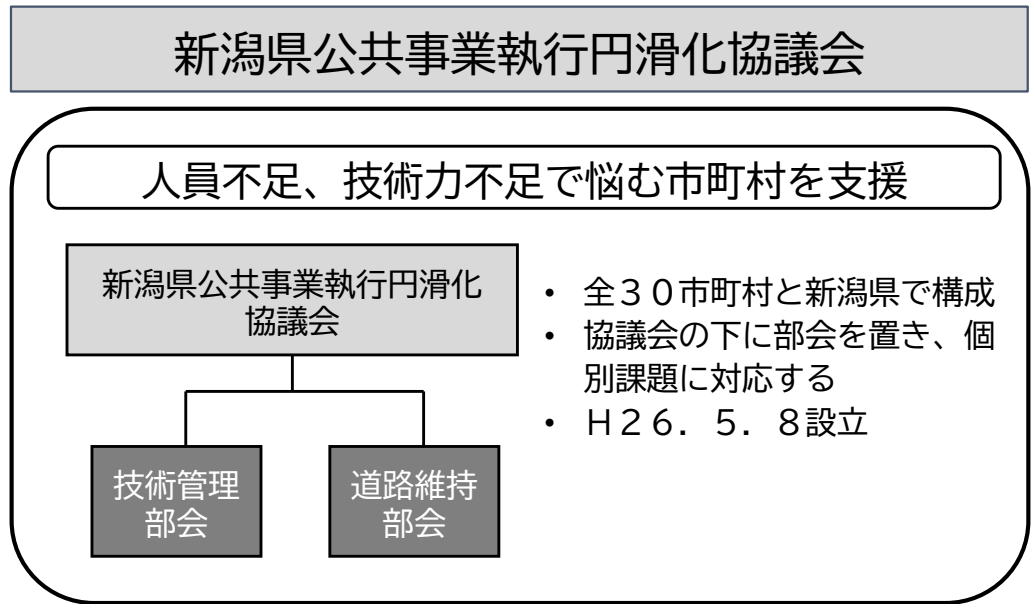 新潟県公共事業執行円滑化協議会
人員不足、技術力不足で悩む市町村を支援
新潟県公共事業執行円滑化
協議会
技術管理
部会
道路維持
部会
• 全３０市町村と新潟県で構成
• 協議会の下に部会を置き、個
別課題に対応する
• Ｈ２６．５．８設立